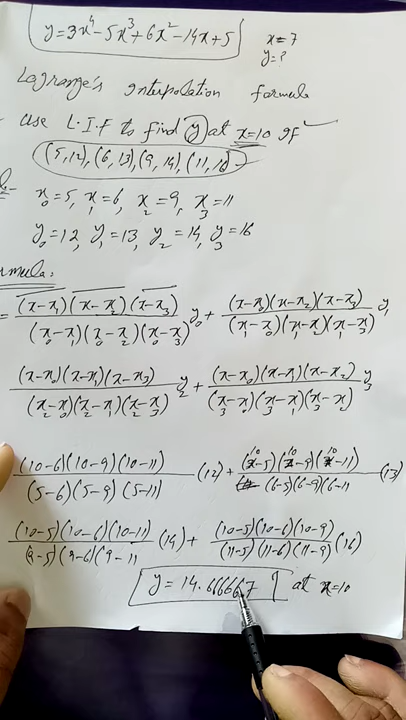 y=3x⁴-5x³+6x²-14x+5 x=7
y=?
Lagrange's interpolation formula
use L.I.F to find y at x=10 if
(5,12), (6,13), (9,14), (11,16)
x₀=5, x₁=6, x₂=9, x₃=11
y₀=12, y₁=13, y₂=14, y₃=16
= (x-x₁)(x-x₂)(x-x₃) / (x₀-x₁)(x₀-x₂)(x₀-x₃) y₀ + (x-x₀)(x-x₂)(x-x₃) / (x₁-x₀)(x₁-x₂)(x₁-x₃) y₁
(x-x₀)(x-x₁)(x-x₃) / (x₂-x₀)(x₂-x₁)(x₂-x₃) y₂ + (x-x₀)(x-x₁)(x-x₂) / (x₃-x₀)(x₃-x₁)(x₃-x) y₃
(10-6)(10-9)(10-11) / (5-6)(5-9)(5-11) (12) + (10-5)(10-9)(10-11) / (6-5)(6-9)(6-11 (13)
(10-5)(10-6)(10-11) / (9-5)(9-6)(9-11 (14) + (10-5)(10-6)(10-9) / (11-5)(11-6)(11-9) (16)
y = 14.666667 at x=10